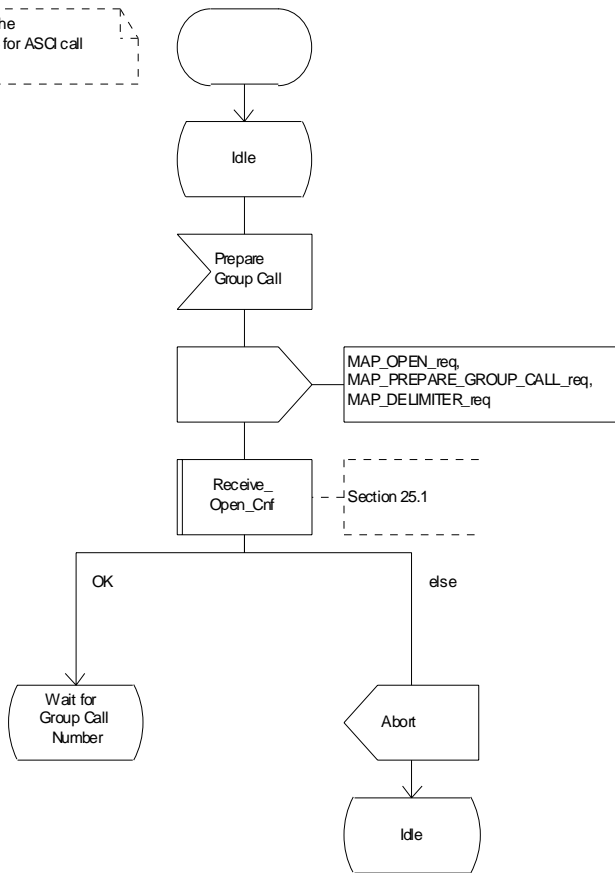 he
for ASCI call
Idle
Prepare
Group Call
MAP_OPEN_req,
MAP_PREPARE_GROUP_CALL_req,
MAP_DELIMITER_req
Receive_
Open_Cnf
Section 25.1
OK
else
Wait for
Group Call
Number
Abort
Idle